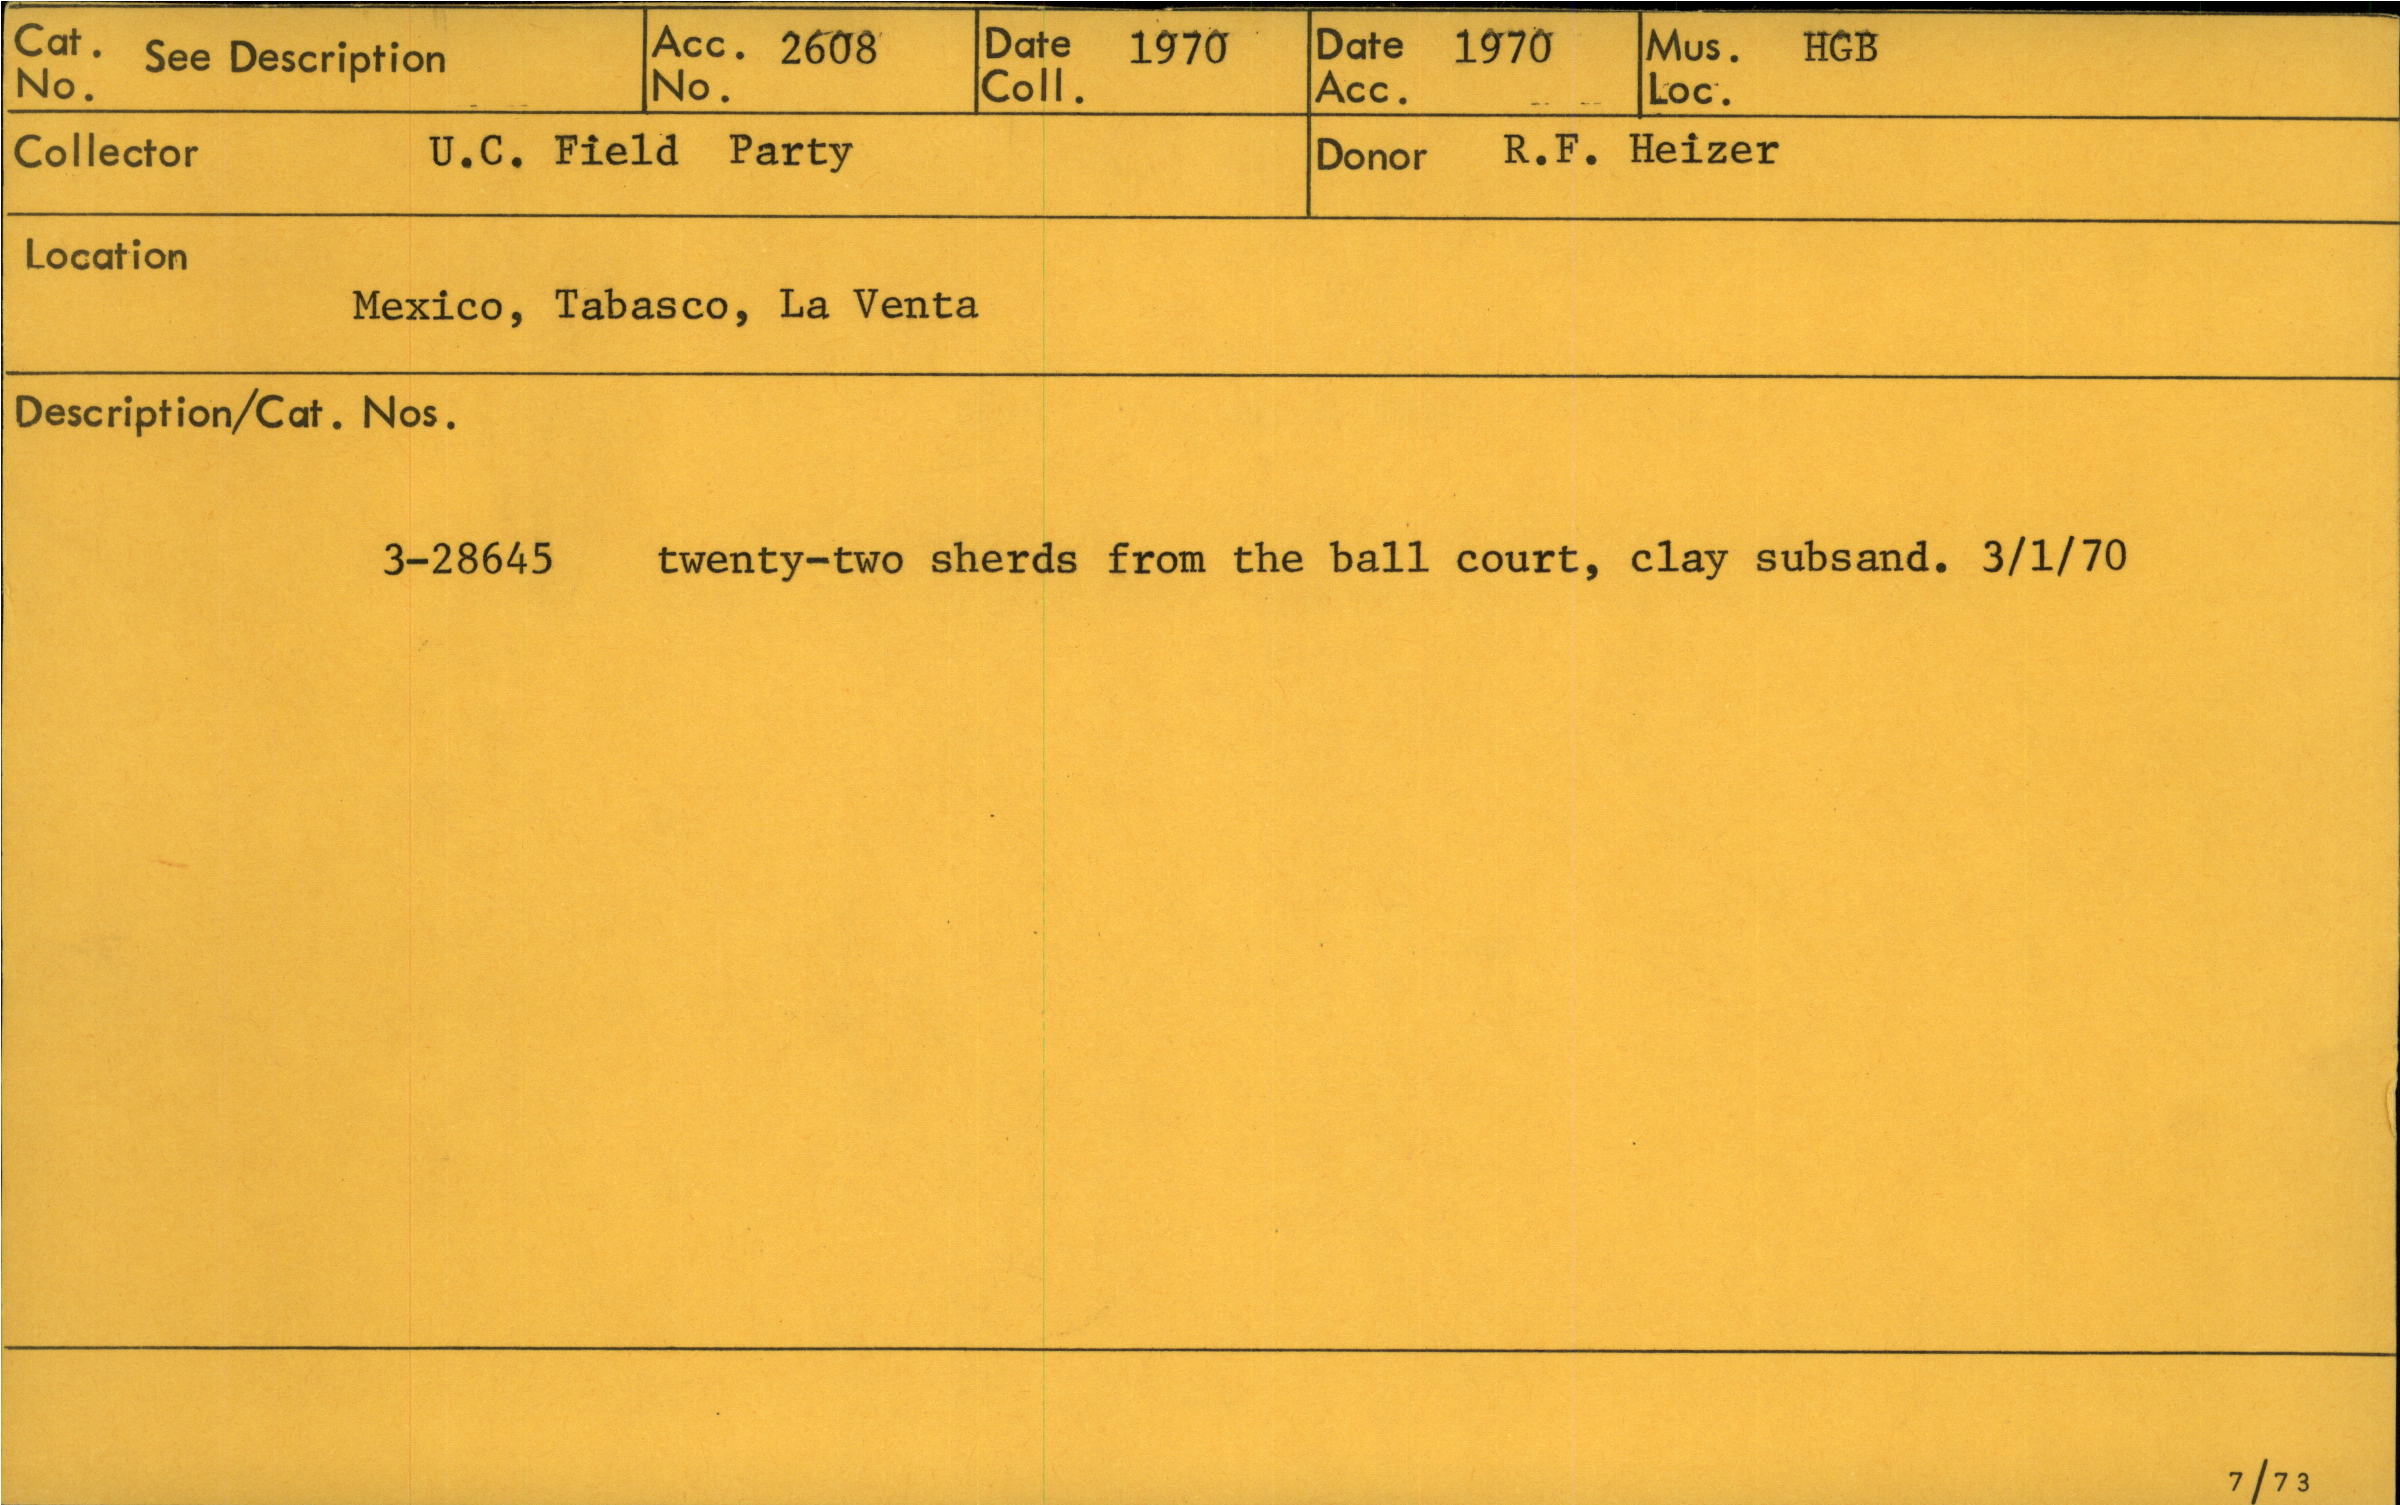 Cat. No. See Description Acc. No. 2608 Date Coll. 1970 Date Acc. 1970 Mus. Loc. HGB
Collector U.C. Field Party Donor R.F. Heizer
Location
Mexico, Tabasco, La Venta
Description/Cat. Nos.
3-28645 twenty-two sherds from the ball court, clay subsand. 3/1/70
7/73